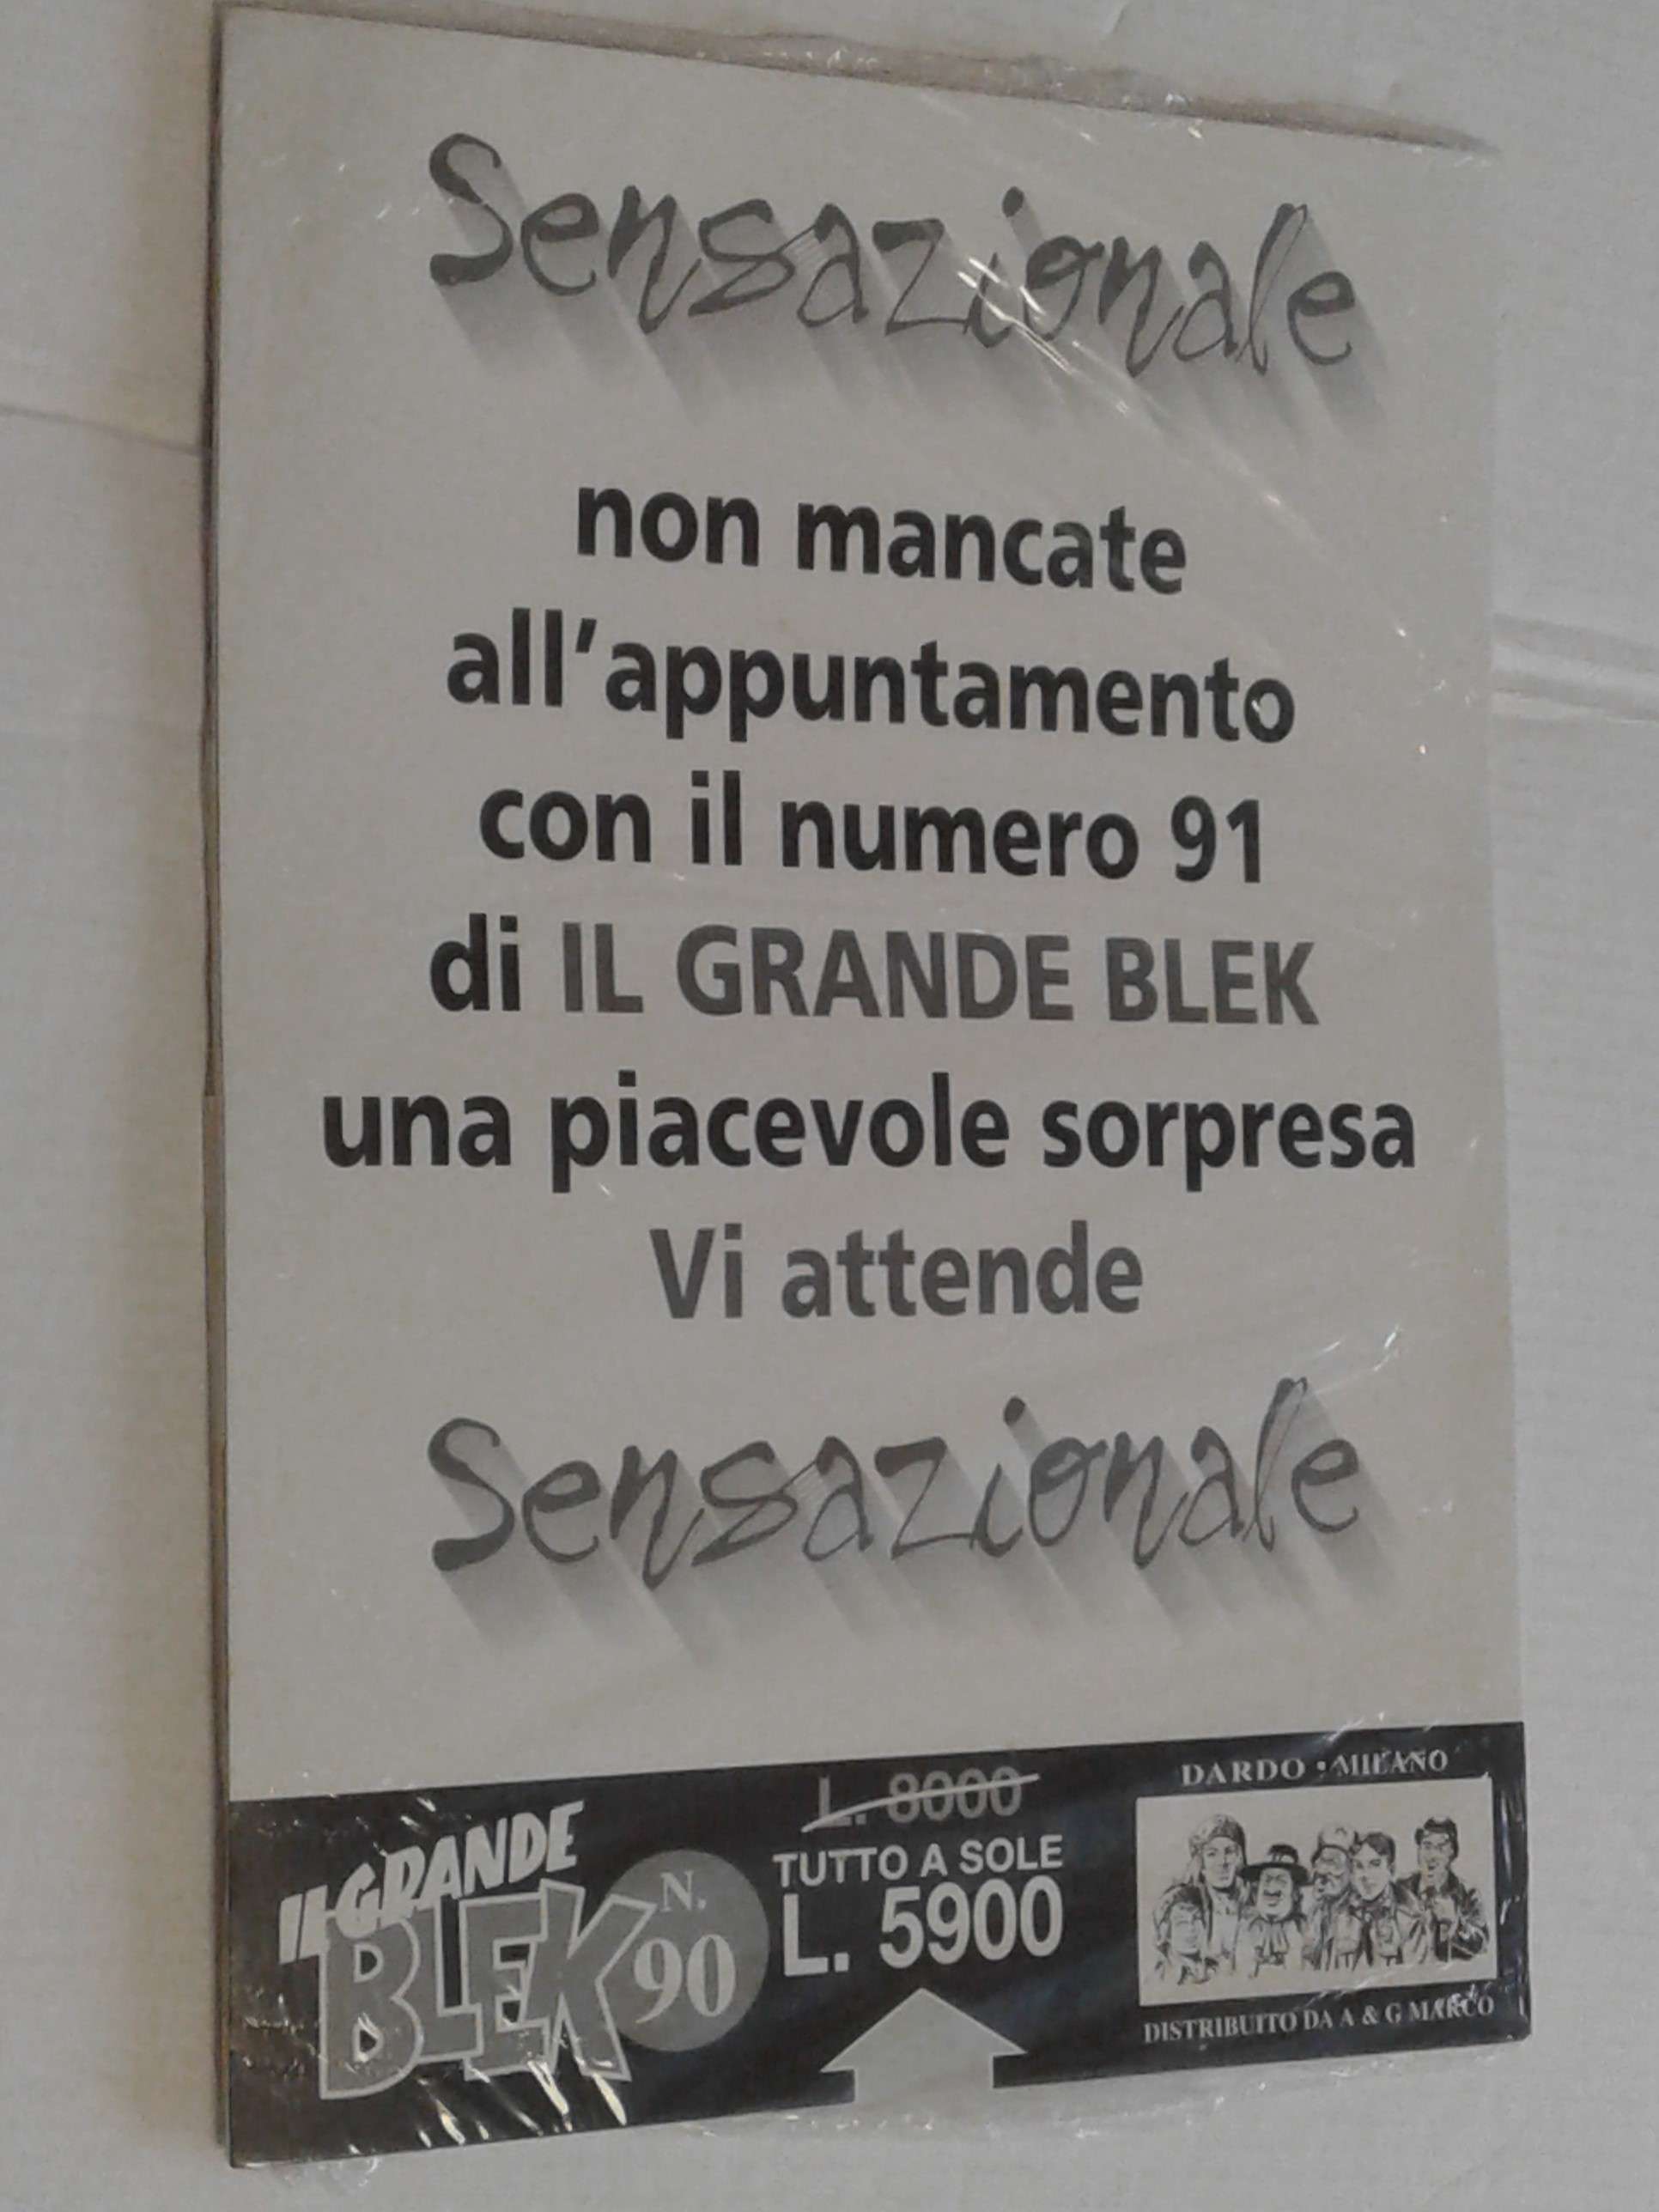 Sensazionale
non mancate
all'appuntamento
con il numero 91
di IL GRANDE BLEK
una piacevole sorpresa
Vi attende
Sensazionale
IL GRANDE
BLEK
N.
90
L. 8000
TUTTO A SOLE
L. 5900
DARDO • MILANO
DISTRIBUITO DA A & G MARCO